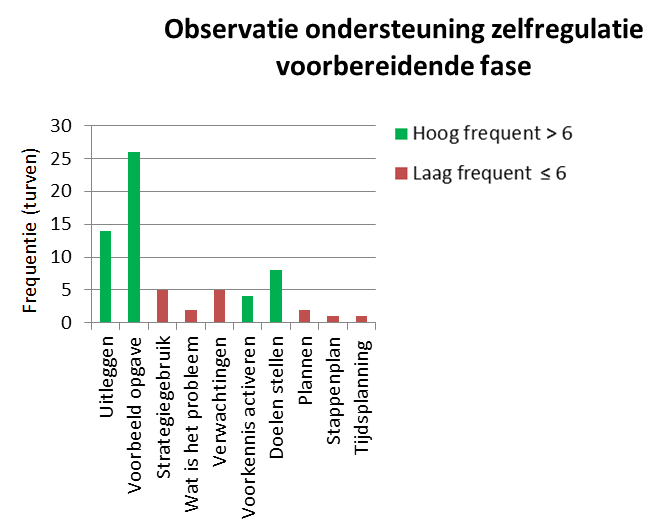 Observatie ondersteuning zelfregulatie
voorbereidende fase
Frequentie (turven)
30
25
20
15
10
5
0
Uitleggen
Voorbeeld opgave
Strategiegebruik
Wat is het probleem
Verwachtingen
Voorkennis activeren
Doelen stellen
Plannen
Stappenplan
Tijdsplanning
Hoog frequent > 6
Laag frequent ≤ 6